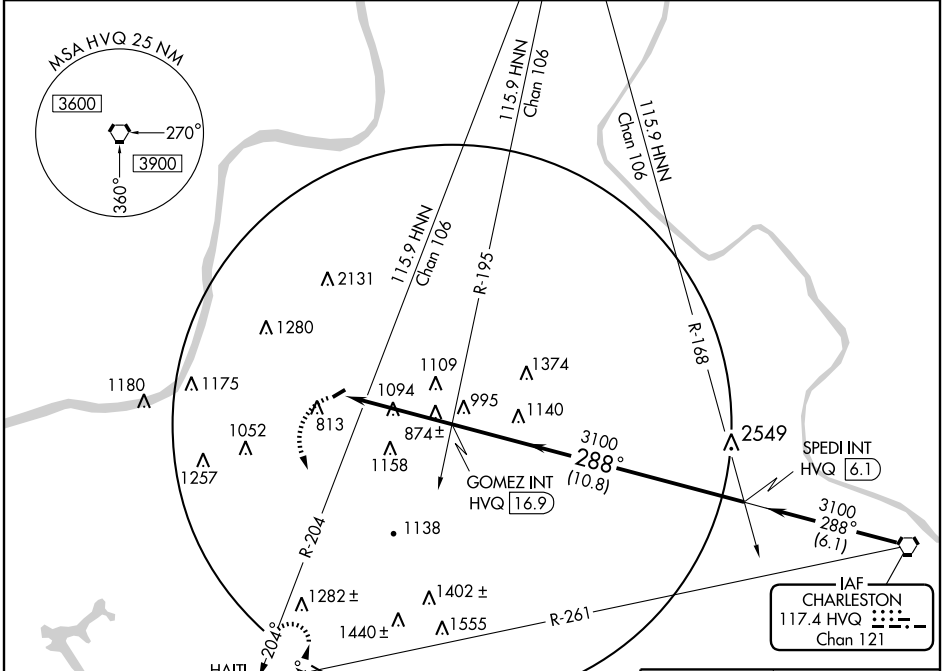 MSA HVQ 25 NM
3600
270°
3900
360°
115.9 HNN
Chan 106
115.9 HNN
Chan 106
115.9 HNN
Chan 106
R-195
R-168
2131
1280
1180
1175
1109
1374
1094
995
1140
813
874±
1052
1158
1257
2549
3100
288°
(10.8)
SPEDI INT
HVQ 6.1
GOMEZ INT
HVQ 16.9
3100
288°
(6.1)
1138
R-204
IAF
CHARLESTON
117.4 HVQ
Chan 121
1282 ±
1402 ±
1440 ±
1555
R-261
204°
HAITI